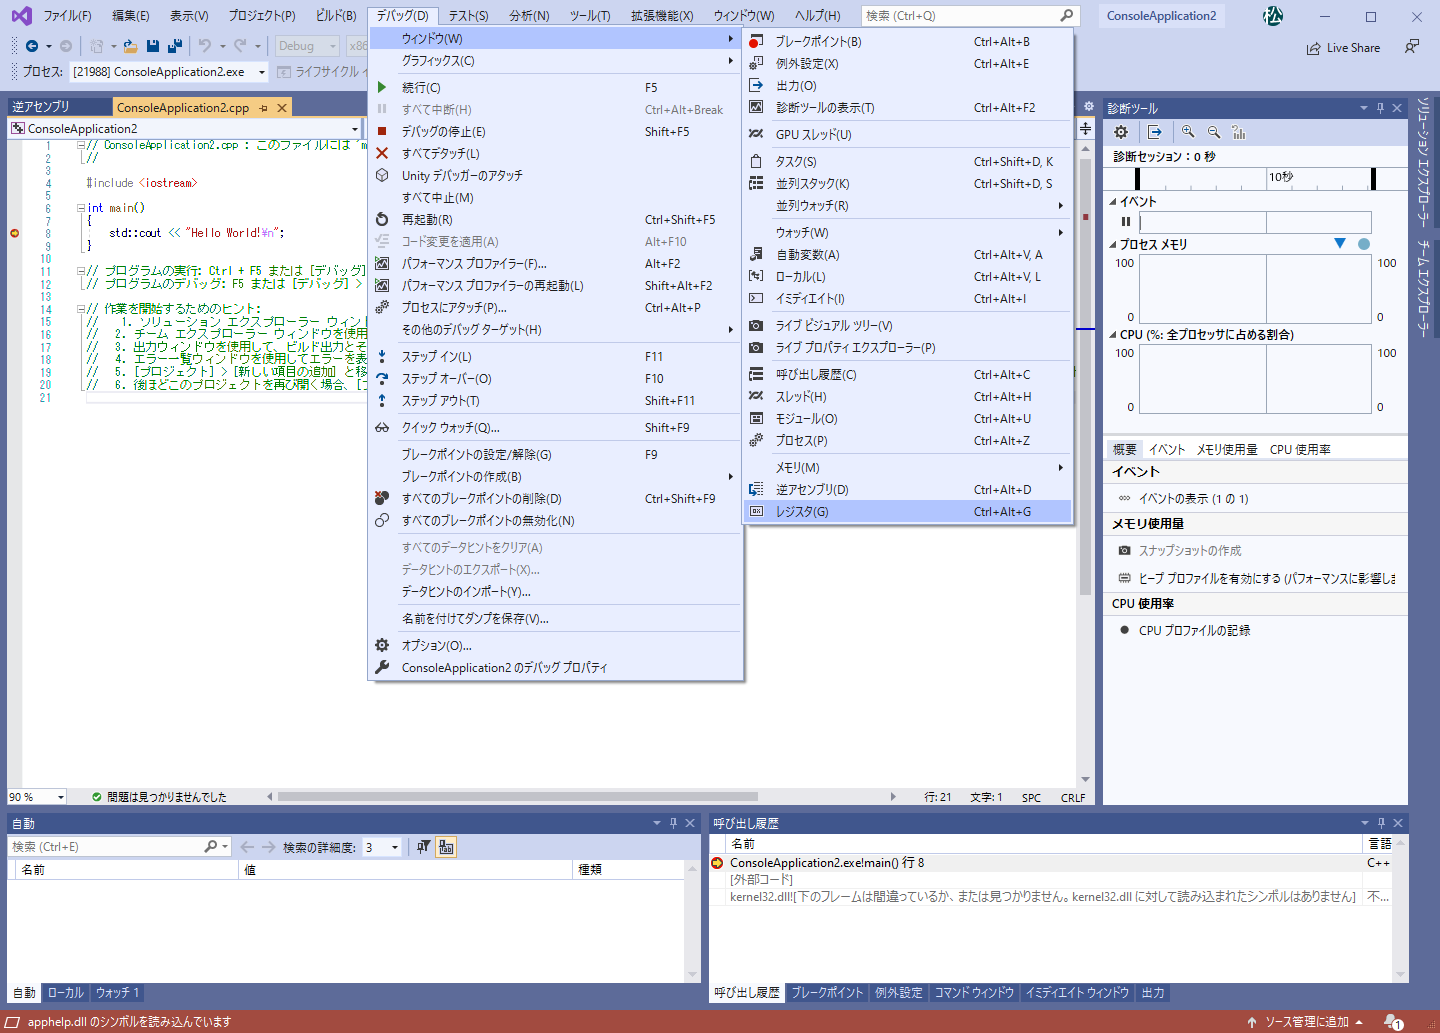 ファイル(F) 編集(E) 表示(V) プロジェクト(P) ビルド(B) デバッグ(D) テスト(S) 分析(N) ツール(T) 拡張機能(X) ウィンドウ(W) ヘルプ(H) 検索 (Ctrl+Q) ConsoleApplication2 松
Debug x86 Live Share
プロセス: [21988] ConsoleApplication2.exe ライフサイクル イ
逆アセンブリ ConsoleApplication2.cpp
ConsoleApplication2
1 // ConsoleApplication2.cpp : このファイルには 'm
2 //
3
4 #include <iostream>
5
6 int main()
7 {
8 std::cout << "Hello World!¥n";
9 }
10
11 // プログラムの実行: Ctrl + F5 または [デバッグ]
12 // プログラムのデバッグ: F5 または [デバッグ] >
13
14 // 作業を開始するためのヒント:
15 // 1. ソリューション エクスプローラー ウィン
16 // 2. チーム エクスプローラー ウィンドウを使用
17 // 3. 出力ウィンドウを使用して、ビルド出力とそ
18 // 4. エラー一覧ウィンドウを使用してエラーを表
19 // 5. [プロジェクト] > [新しい項目の追加] と移
20 // 6. 後ほどこのプロジェクトを再び開く場合、[フ
21
ウィンドウ(W)
グラフィックス(C)
続行(C) F5
すべて中断(H) Ctrl+Alt+Break
デバッグの停止(E) Shift+F5
すべてデタッチ(L)
Unity デバッガーのアタッチ
すべて中止(M)
再起動(R) Ctrl+Shift+F5
コード変更を適用(A) Alt+F10
パフォーマンス プロファイラー(F)... Alt+F2
パフォーマンス プロファイラーの再起動(L) Shift+Alt+F2
プロセスにアタッチ(P)... Ctrl+Alt+P
その他のデバッグ ターゲット(H)
ステップ イン(L) F11
ステップ オーバー(O) F10
ステップ アウト(T) Shift+F11
クイック ウォッチ(Q)... Shift+F9
ブレークポイントの設定/解除(G) F9
ブレークポイントの作成(B)
すべてのブレークポイントの削除(D) Ctrl+Shift+F9
すべてのブレークポイントの無効化(N)
すべてのデータヒントをクリア(A)
データヒントのエクスポート(X)...
データヒントのインポート(Y)...
名前を付けてダンプを保存(V)...
オプション(O)...
ConsoleApplication2 のデバッグ プロパティ
ブレークポイント(B) Ctrl+Alt+B
例外設定(X) Ctrl+Alt+E
出力(O)
診断ツールの表示(T) Ctrl+Alt+F2
GPU スレッド(U)
タスク(S) Ctrl+Shift+D, K
並列スタック(K) Ctrl+Shift+D, S
並列ウォッチ(R)
ウォッチ(W)
自動変数(A) Ctrl+Alt+V, A
ローカル(L) Ctrl+Alt+V, L
イミディエイト(I) Ctrl+Alt+I
ライブ ビジュアル ツリー(V)
ライブ プロパティ エクスプローラー(P)
呼び出し履歴(C) Ctrl+Alt+C
スレッド(H) Ctrl+Alt+H
モジュール(O) Ctrl+Alt+U
プロセス(P) Ctrl+Alt+Z
メモリ(M)
逆アセンブリ(D) Ctrl+Alt+D
レジスタ(G) Ctrl+Alt+G
診断ツール
診断セッション : 0 秒
10秒
イベント
プロセス メモリ
100 100
0 0
CPU (%: 全プロセッサに占める割合)
100 100
0 0
概要 イベント メモリ使用量 CPU 使用率
イベント
イベントの表示 (1 の 1)
メモリ使用量
スナップショットの作成
ヒープ プロファイルを有効にする (パフォーマンスに影響しま
CPU 使用率
CPU プロファイルの記録
ソリューション エクスプローラー
チーム エクスプローラー
90 % 問題は見つかりませんでした 行: 21 文字: 1 SPC CRLF
自動
検索 (Ctrl+E) 検索の詳細度: 3
名前 値 種類
自動 ローカル ウォッチ 1
呼び出し履歴
名前 言語
ConsoleApplication2.exe!main() 行 8 C++
[外部コード]
kernel32.dll![下のフレームは間違っているか、または見つかりません。kernel32.dll に対して読み込まれたシンボルはありません] 不...
呼び出し履歴 ブレークポイント 例外設定 コマンド ウィンドウ イミディエイト ウィンドウ 出力
apphelp.dll のシンボルを読み込んでいます ソース管理に追加 1